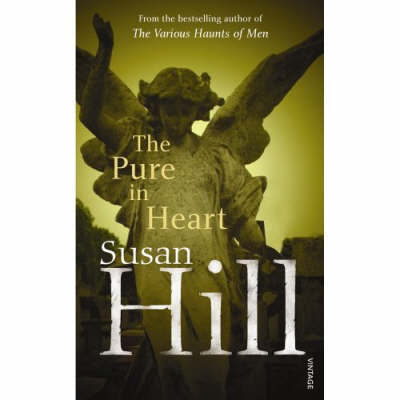 From the bestselling author of
The Various Haunts of Men
The
Pure
in
Heart
Susan
Hill
VINTAGE